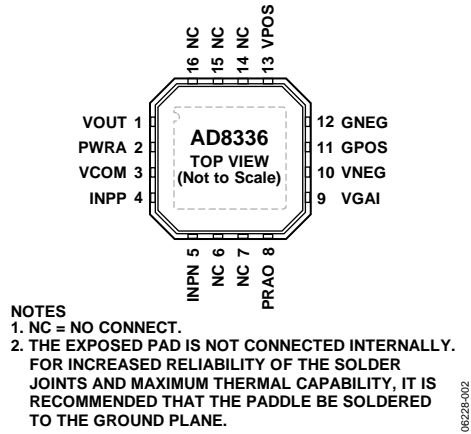 16 NC
15 NC
14 NC
13 VPOS
VOUT 1
PWRA 2
VCOM 3
INPP 4
AD8336
TOP VIEW
(Not to Scale)
12 GNEG
11 GPOS
10 VNEG
9 VGAI
INPN 5
NC 6
NC 7
PRAO 8
NOTES
1. NC = NO CONNECT.
2. THE EXPOSED PAD IS NOT CONNECTED INTERNALLY.
FOR INCREASED RELIABILITY OF THE SOLDER
JOINTS AND MAXIMUM THERMAL CAPABILITY, IT IS
RECOMMENDED THAT THE PADDLE BE SOLDERED
TO THE GROUND PLANE.
06228-002